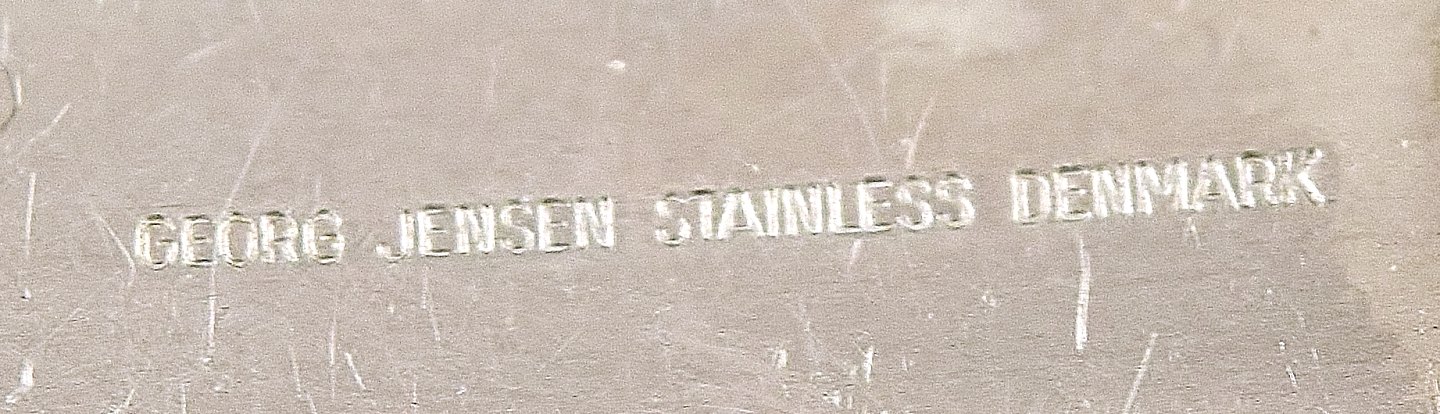 GEORG JENSEN STAINLESS DENMARK